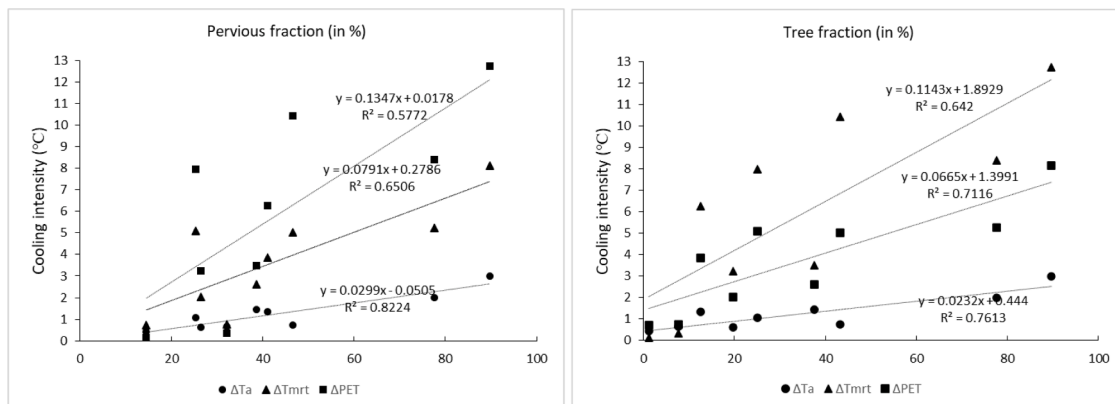 Pervious fraction (in %)
Cooling intensity (℃)
13
12
11
10
9
8
7
6
5
4
3
2
1
0
y = 0.1347x + 0.0178
R² = 0.5772
y = 0.0791x + 0.2786
R² = 0.6506
y = 0.0299x - 0.0505
R² = 0.8224
0 20 40 60 80 100
ΔTa ΔTmrt ΔPET
Tree fraction (in %)
Cooling intensity (℃)
13
12
11
10
9
8
7
6
5
4
3
2
1
0
y = 0.1143x + 1.8929
R² = 0.642
y = 0.0665x + 1.3991
R² = 0.7116
y = 0.0232x + 0.444
R² = 0.7613
0 20 40 60 80 100
ΔTa ΔTmrt ΔPET